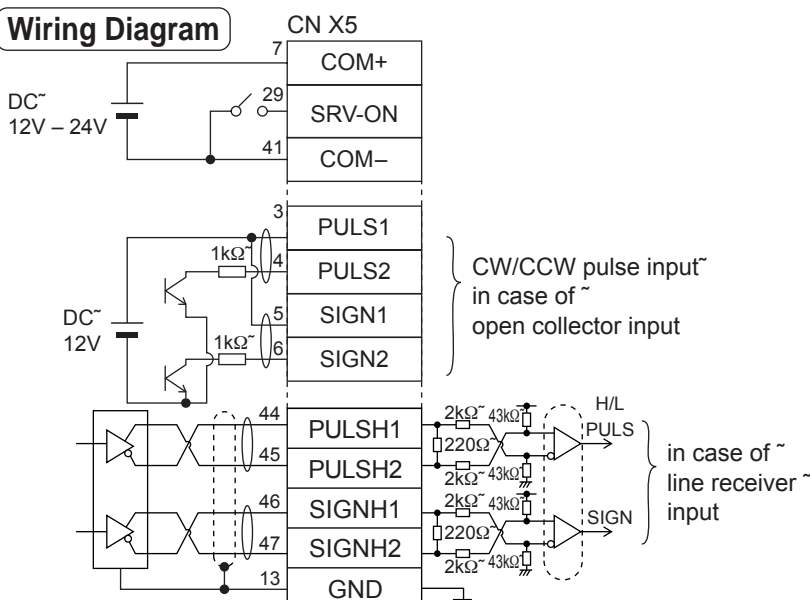 Wiring Diagram
CN X5
7
COM+
DC~
12V – 24V
29
SRV-ON
41
COM–
3
PULS1
1kΩ~
4
PULS2
CW/CCW pulse input~
in case of ~
open collector input
5
SIGN1
DC~
12V
1kΩ~
6
SIGN2
44
PULSH1
2kΩ~
43kΩ~
H/L
PULS
220Ω~
45
PULSH2
2kΩ~
43kΩ~
in case of ~
line receiver ~
input
46
SIGNH1
2kΩ~
43kΩ~
SIGN
220Ω~
47
SIGNH2
2kΩ~
43kΩ~
13
GND